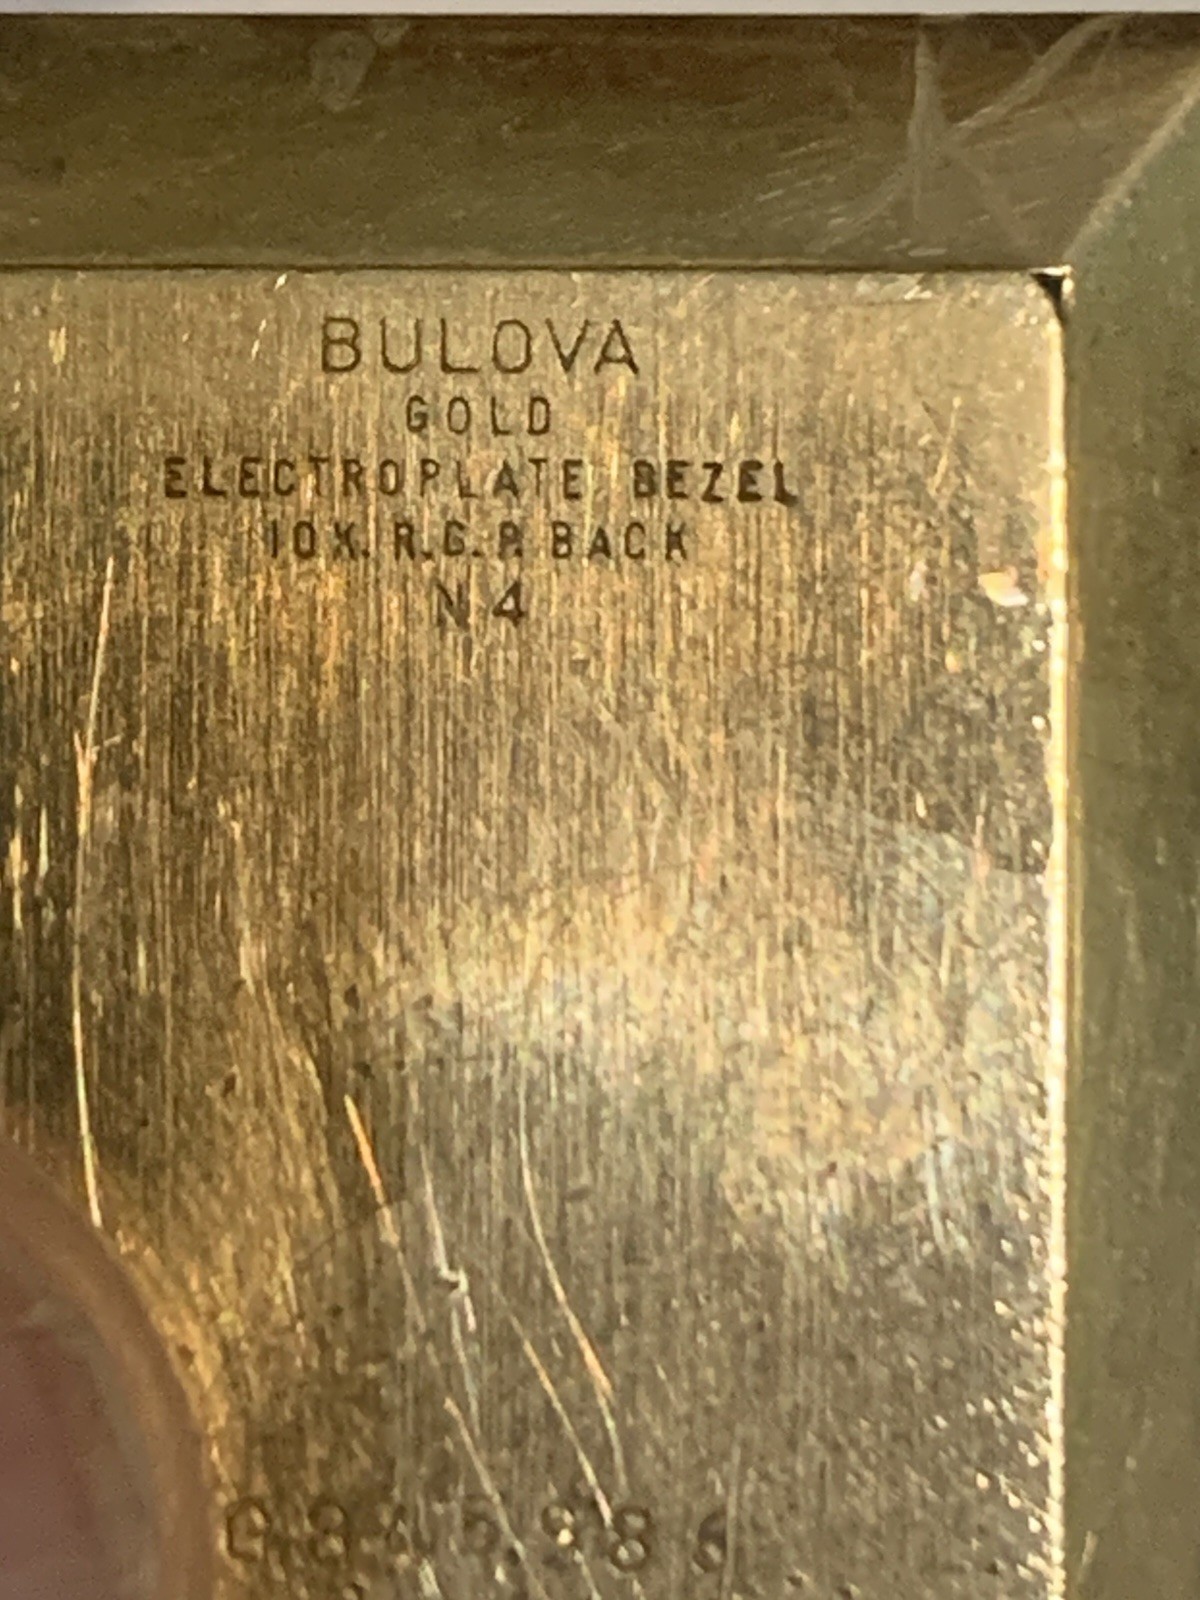 BULOVA
GOLD
ELECTROPLATE BEZEL
10K. R.G.P. BACK
N4